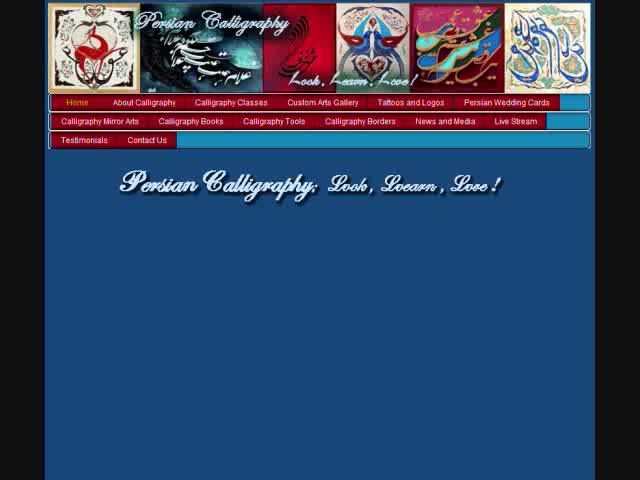 Persian Calligraphy
Look, Learn, Love!
Home About Calligraphy Calligraphy Classes Custom Arts Gallery Tattoos and Logos Persian Wedding Cards
Calligraphy Mirror Arts Calligraphy Books Calligraphy Tools Calligraphy Borders News and Media Live Stream
Testimonials Contact Us
Persian Calligraphy; Look , Learn , Love !